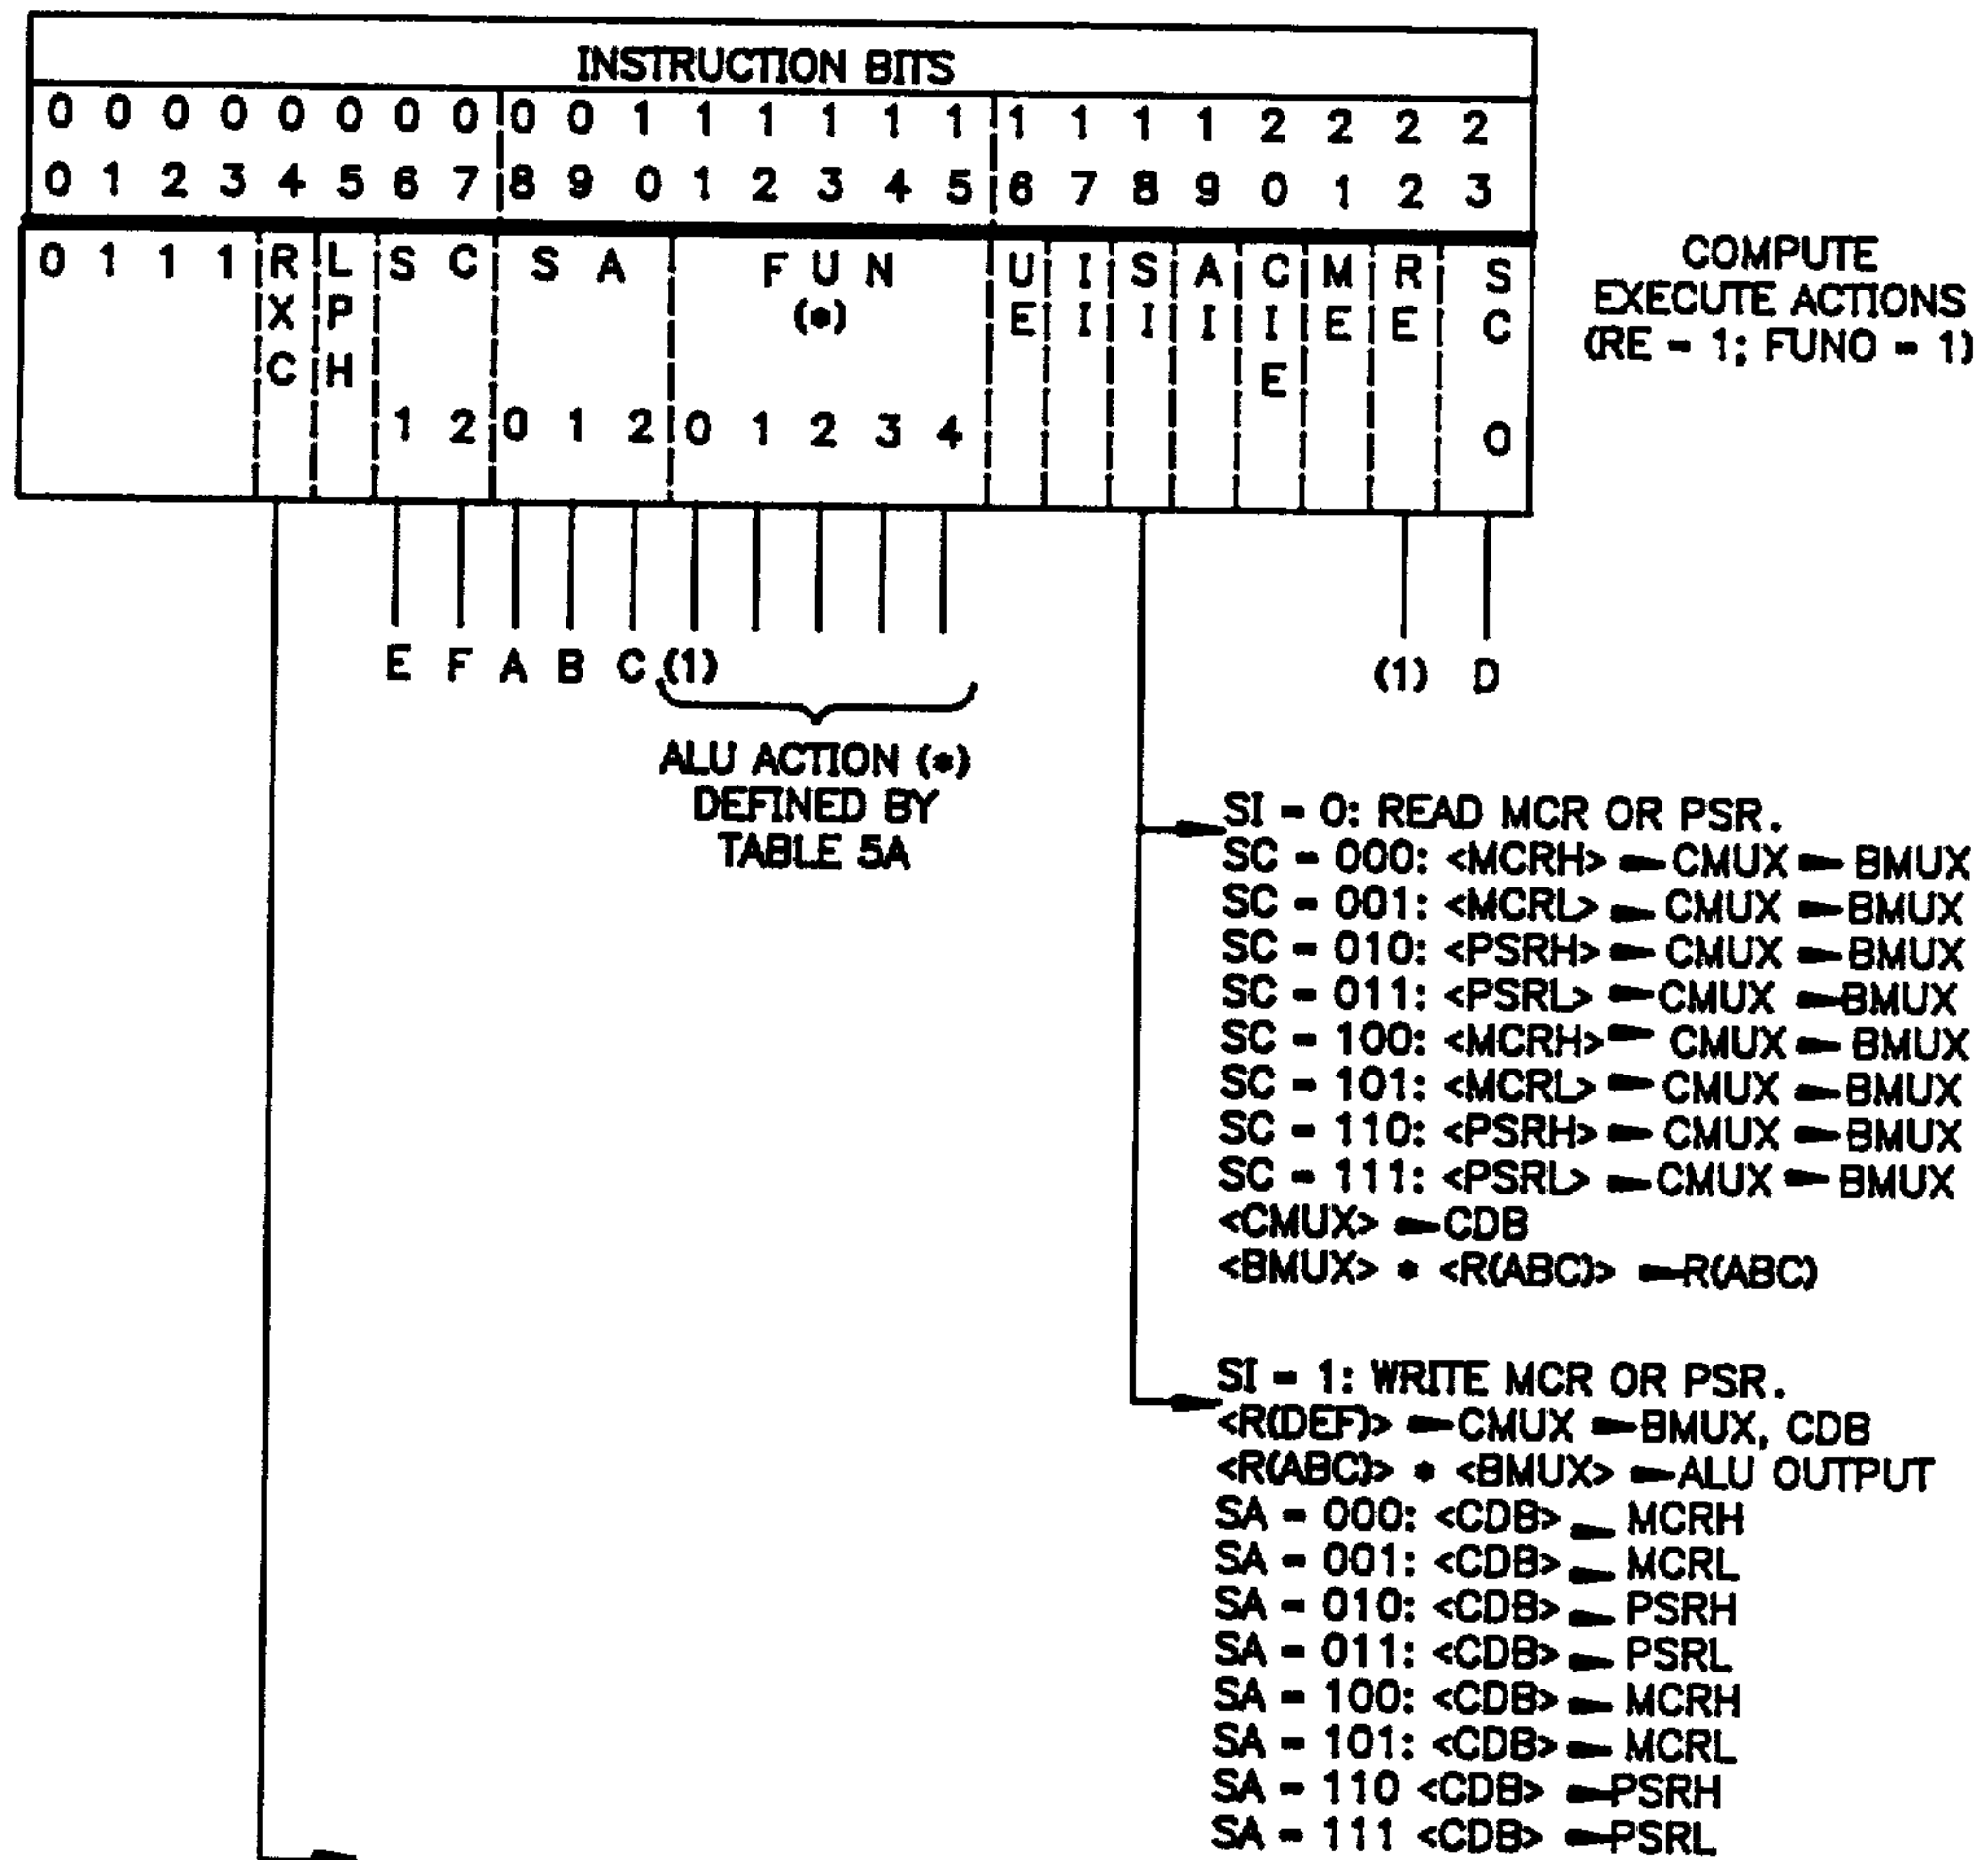 INSTRUCTION BITS
0 0 0 0 0 0 0 0 0 0 1 1 1 1 1 1 1 1 1 1 2 2 2 2
0 1 2 3 4 5 6 7 8 9 0 1 2 3 4 5 6 7 8 9 0 1 2 3
0 1 1 1 R L S C S A F U N U I S A C M R S
X P (*) E I I I I E E C
C H E
1 2 0 1 2 0 1 2 3 4 0
COMPUTE
EXECUTE ACTIONS
(RE = 1; FUNO = 1)
E F A B C (1) (1) D
ALU ACTION (*)
DEFINED BY
TABLE 5A
SI = 0: READ MCR OR PSR.
SC = 000: <MCRH> → CMUX → BMUX
SC = 001: <MCRL> → CMUX → BMUX
SC = 010: <PSRH> → CMUX → BMUX
SC = 011: <PSRL> → CMUX → BMUX
SC = 100: <MCRH> → CMUX → BMUX
SC = 101: <MCRL> → CMUX → BMUX
SC = 110: <PSRH> → CMUX → BMUX
SC = 111: <PSRL> → CMUX → BMUX
<CMUX> → CDB
<BMUX> * <R(ABC)> → R(ABC)
SI = 1: WRITE MCR OR PSR.
<R(DEF)> → CMUX → BMUX, CDB
<R(ABC)> * <BMUX> → ALU OUTPUT
SA = 000: <CDB> → MCRH
SA = 001: <CDB> → MCRL
SA = 010: <CDB> → PSRH
SA = 011: <CDB> → PSRL
SA = 100: <CDB> → MCRH
SA = 101: <CDB> → MCRL
SA = 110 <CDB> → PSRH
SA = 111 <CDB> → PSRL